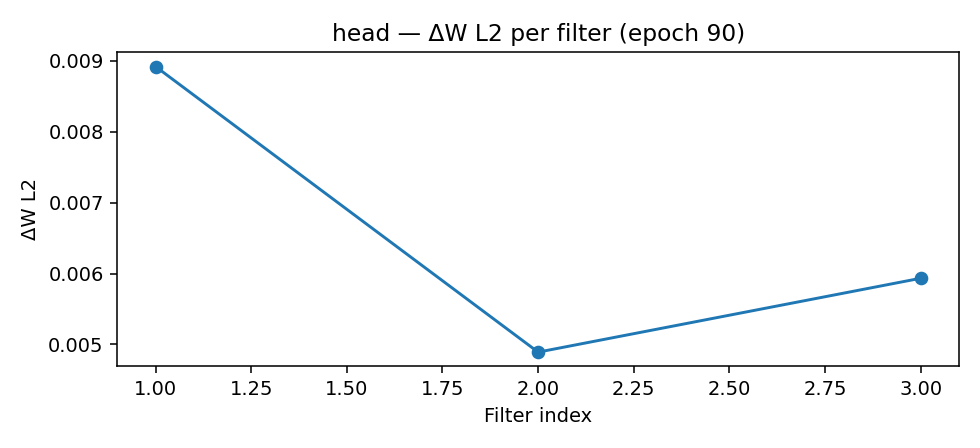 head — ΔW L2 per filter (epoch 90)
0.009
0.008
0.007
0.006
0.005
ΔW L2
1.00 1.25 1.50 1.75 2.00 2.25 2.50 2.75 3.00
Filter index